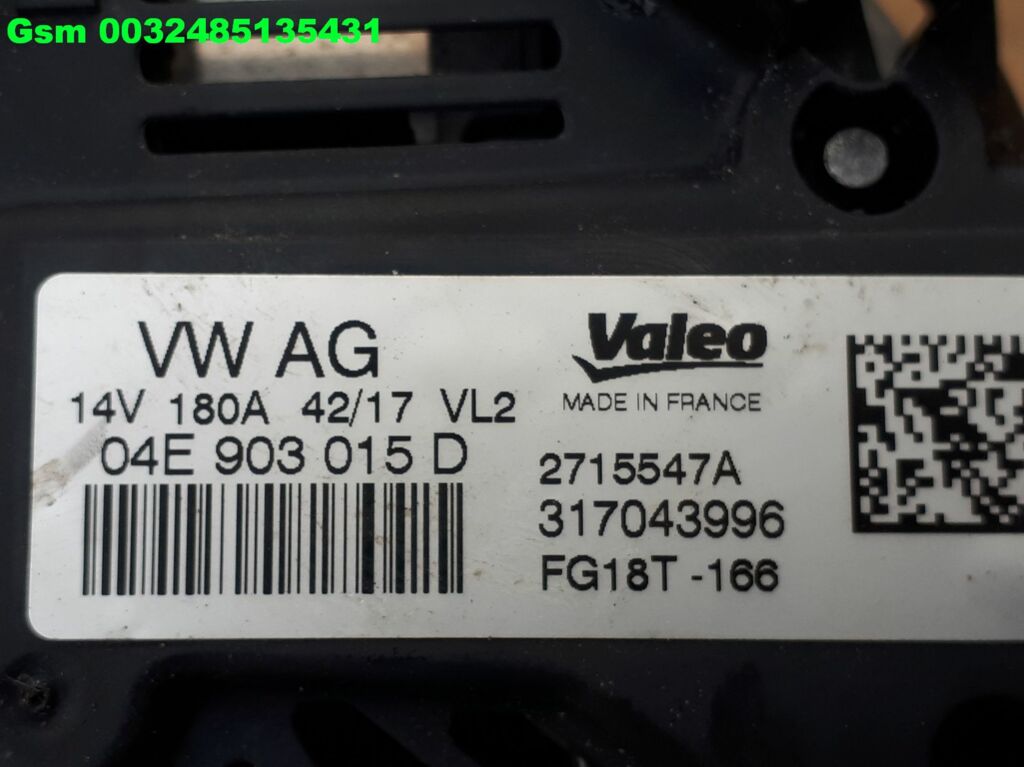 Gsm 0032485135431
VW AG
14V 180A 42/17 VL2
04E 903 015 D
Valeo
MADE IN FRANCE
2715547A
317043996
FG18T -166